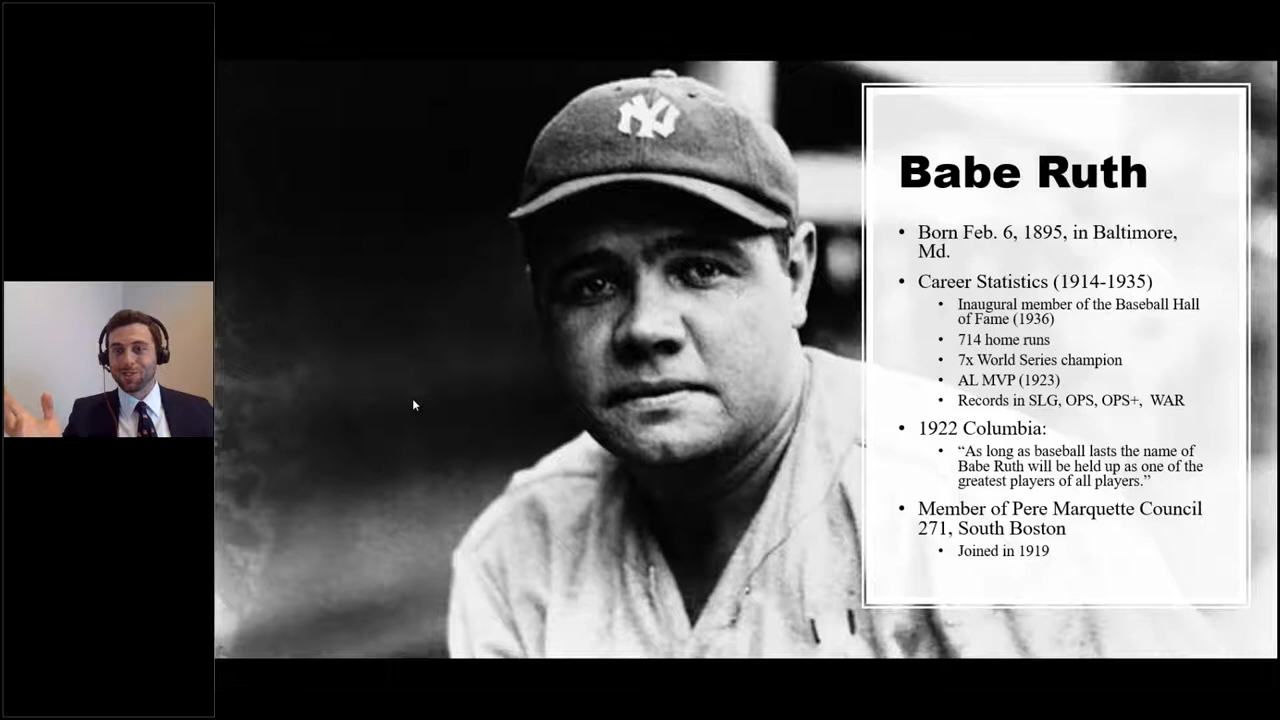 NY
Babe Ruth
• Born Feb. 6, 1895, in Baltimore,
Md.
• Career Statistics (1914-1935)
• Inaugural member of the Baseball Hall
of Fame (1936)
• 714 home runs
• 7x World Series champion
• AL MVP (1923)
• Records in SLG, OPS, OPS+, WAR
• 1922 Columbia:
• “As long as baseball lasts the name of
Babe Ruth will be held up as one of the
greatest players of all players.”
• Member of Pere Marquette Council
271, South Boston
• Joined in 1919